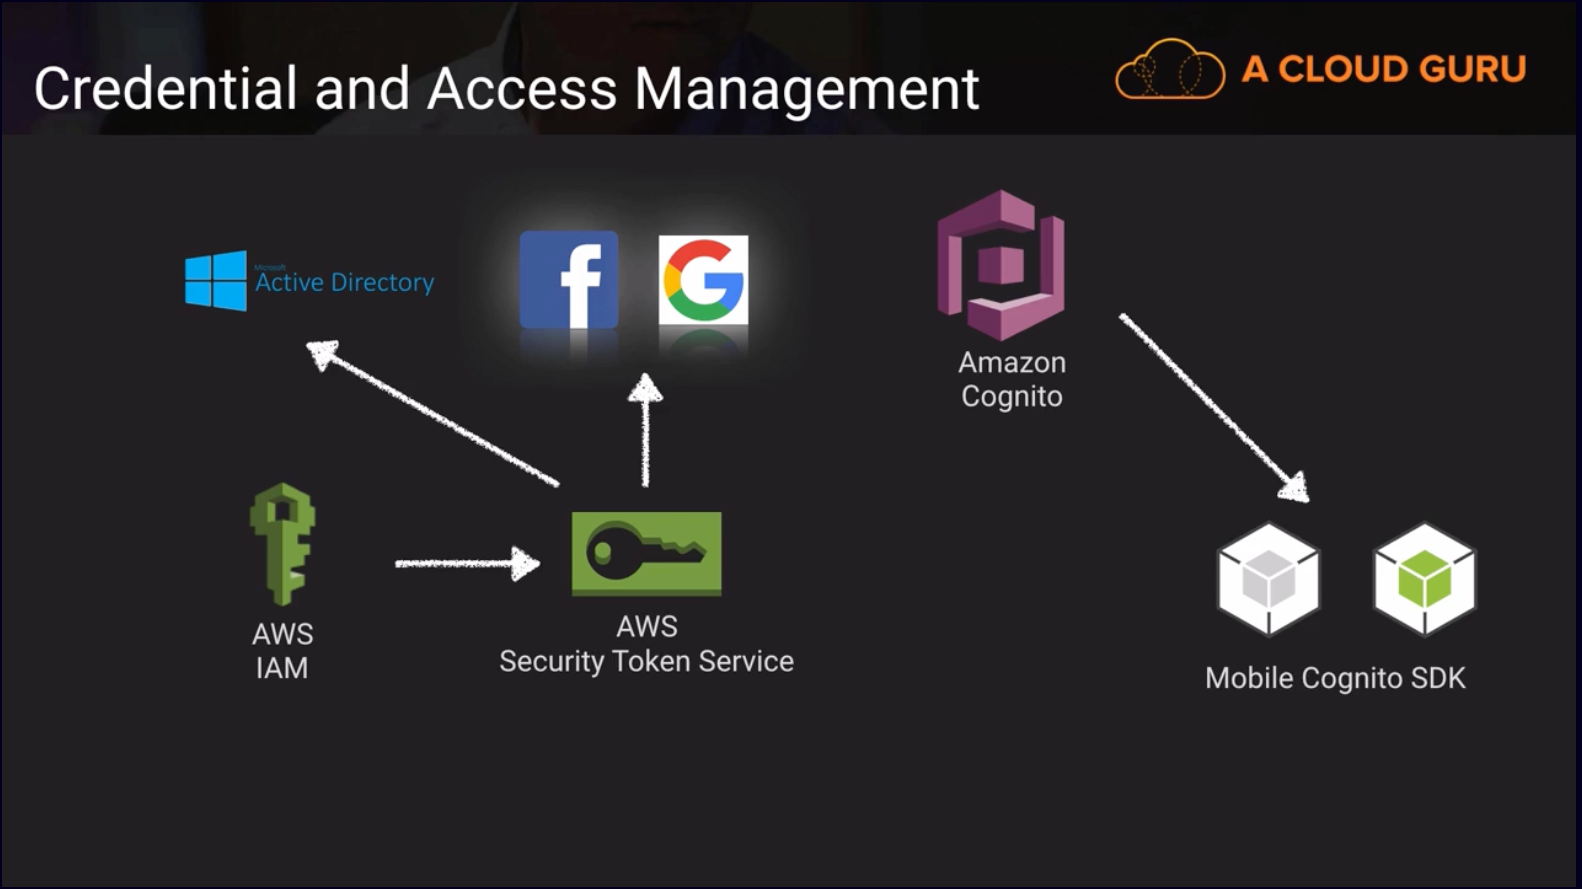 Credential and Access Management
A CLOUD GURU
Microsoft
Active Directory
Amazon
Cognito
AWS
IAM
AWS
Security Token Service
Mobile Cognito SDK